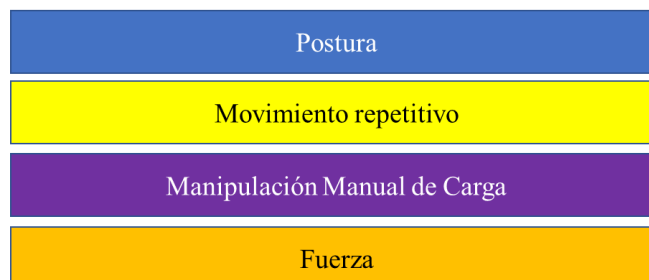 Postura
Movimiento repetitivo
Manipulación Manual de Carga
Fuerza